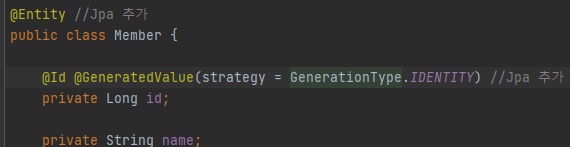 @Entity //Jpa 추가
public class Member {
@Id @GeneratedValue(strategy = GenerationType.IDENTITY) //Jpa 추가
private Long id;
private String name;